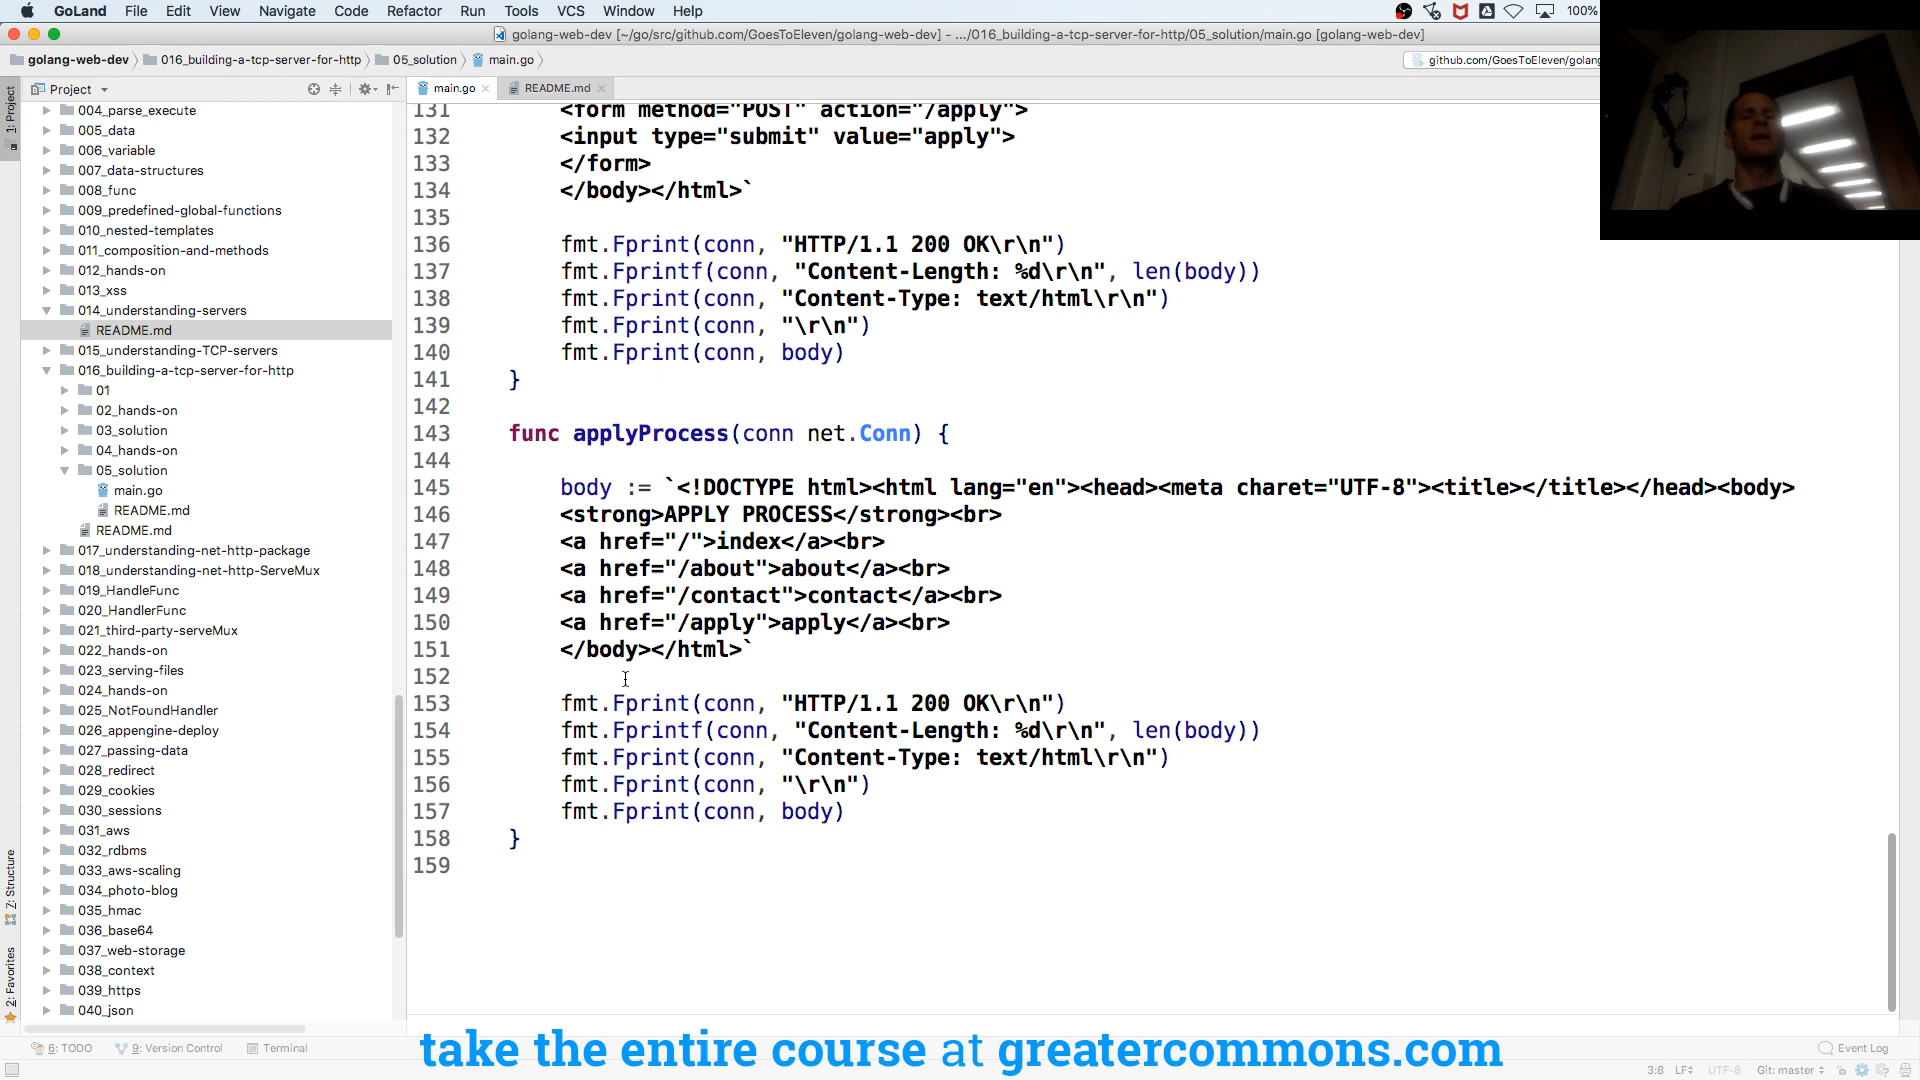 GoLand File Edit View Navigate Code Refactor Run Tools VCS Window Help 100%
golang-web-dev [~/go/src/github.com/GoesToEleven/golang-web-dev] - .../016_building-a-tcp-server-for-http/05_solution/main.go [golang-web-dev]
golang-web-dev 016_building-a-tcp-server-for-http 05_solution main.go github.com/GoesToEleven/golang
Project main.go README.md
1: Project
7: Structure
2: Favorites
004_parse_execute
005_data
006_variable
007_data-structures
008_func
009_predefined-global-functions
010_nested-templates
011_composition-and-methods
012_hands-on
013_xss
014_understanding-servers
README.md
015_understanding-TCP-servers
016_building-a-tcp-server-for-http
01
02_hands-on
03_solution
04_hands-on
05_solution
main.go
README.md
README.md
017_understanding-net-http-package
018_understanding-net-http-ServeMux
019_HandleFunc
020_HandlerFunc
021_third-party-serveMux
022_hands-on
023_serving-files
024_hands-on
025_NotFoundHandler
026_appengine-deploy
027_passing-data
028_redirect
029_cookies
030_sessions
031_aws
032_rdbms
033_aws-scaling
034_photo-blog
035_hmac
036_base64
037_web-storage
038_context
039_https
040_json
131 <form method="POST" action="/apply">
132 <input type="submit" value="apply">
133 </form>
134 </body></html>`
135
136 fmt.Fprint(conn, "HTTP/1.1 200 OK\r\n")
137 fmt.Fprintf(conn, "Content-Length: %d\r\n", len(body))
138 fmt.Fprint(conn, "Content-Type: text/html\r\n")
139 fmt.Fprint(conn, "\r\n")
140 fmt.Fprint(conn, body)
141 }
142
143 func applyProcess(conn net.Conn) {
144
145 body := `<!DOCTYPE html><html lang="en"><head><meta charet="UTF-8"><title></title></head><body>
146 <strong>APPLY PROCESS</strong><br>
147 <a href="/">index</a><br>
148 <a href="/about">about</a><br>
149 <a href="/contact">contact</a><br>
150 <a href="/apply">apply</a><br>
151 </body></html>`
152
153 fmt.Fprint(conn, "HTTP/1.1 200 OK\r\n")
154 fmt.Fprintf(conn, "Content-Length: %d\r\n", len(body))
155 fmt.Fprint(conn, "Content-Type: text/html\r\n")
156 fmt.Fprint(conn, "\r\n")
157 fmt.Fprint(conn, body)
158 }
159
6: TODO 9: Version Control Terminal Event Log
take the entire course at greatercommons.com
3:8 LF UTF-8 Git: master